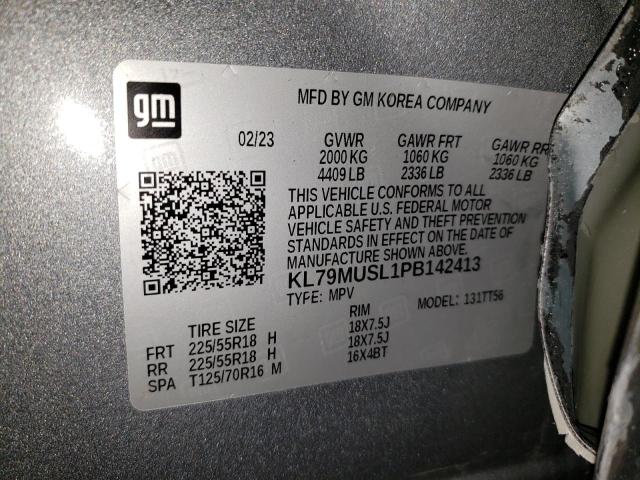 gm
MFD BY GM KOREA COMPANY
02/23 GVWR GAWR FRT GAWR RR
2000 KG 1060 KG 1060 KG
4409 LB 2336 LB 2336 LB
THIS VEHICLE CONFORMS TO ALL
APPLICABLE U.S. FEDERAL MOTOR
VEHICLE SAFETY AND THEFT PREVENTION
STANDARDS IN EFFECT ON THE DATE OF
MANUFACTURE SHOWN ABOVE.
KL79MUSL1PB142413
TYPE: MPV MODEL: 131TT56
TIRE SIZE RIM
FRT 225/55R18 H 18X7.5J
RR 225/55R18 H 18X7.5J
SPA T125/70R16 M 16X4BT